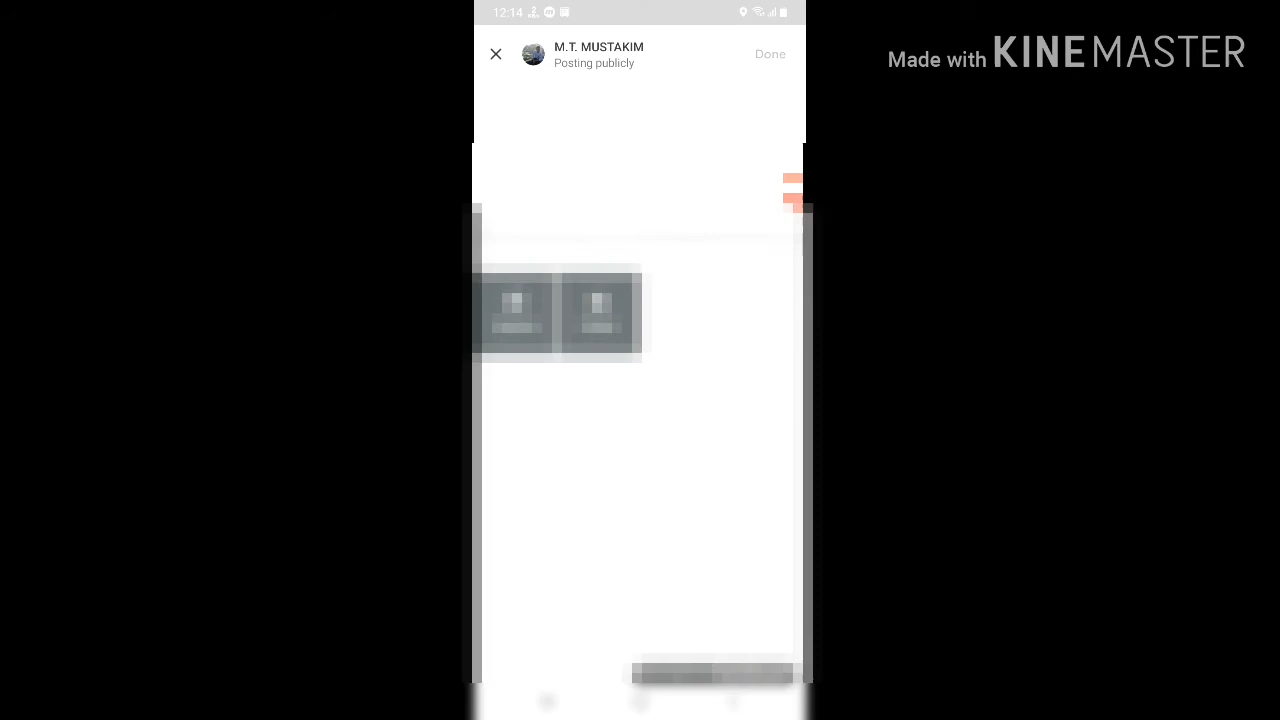 12:14
M.T. MUSTAKIM
Posting publicly
Done
Made with KINEMASTER